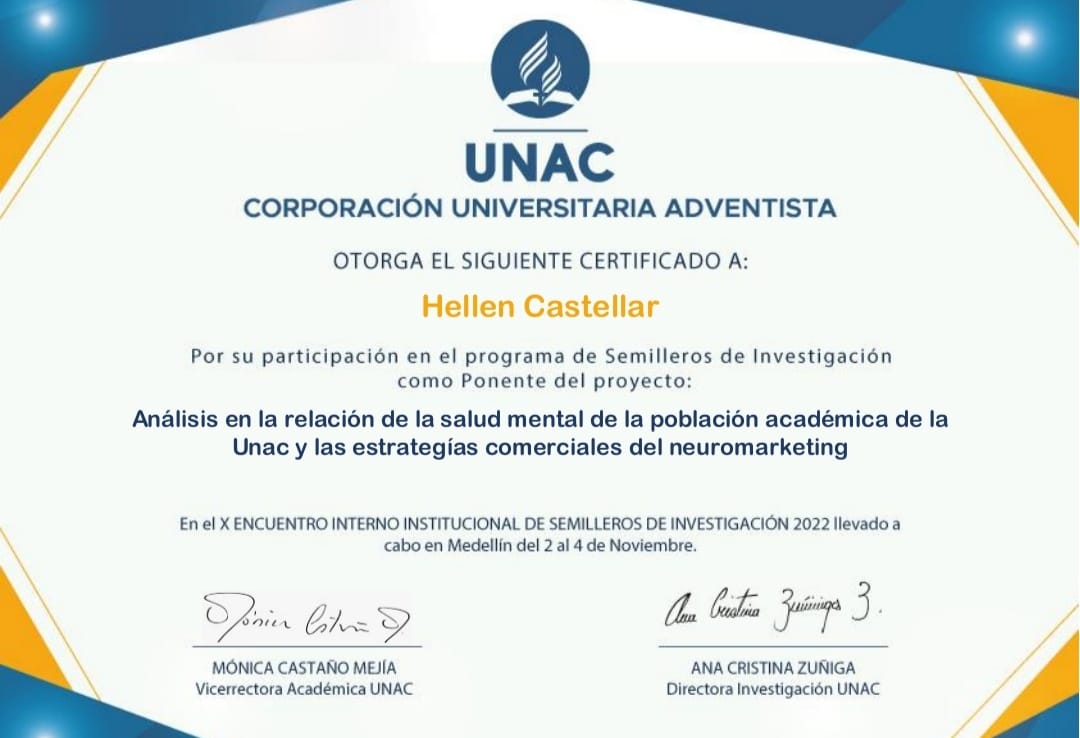 UNAC
CORPORACIÓN UNIVERSITARIA ADVENTISTA
OTORGA EL SIGUIENTE CERTIFICADO A:
Hellen Castellar
Por su participación en el programa de Semilleros de Investigación
como Ponente del proyecto:
Análisis en la relación de la salud mental de la población académica de la
Unac y las estrategías comerciales del neuromarketing
En el X ENCUENTRO INTERNO INSTITUCIONAL DE SEMILLEROS DE INVESTIGACIÓN 2022 llevado a
cabo en Medellín del 2 al 4 de Noviembre.
Ana Cristina Zuñiga Z.
MÓNICA CASTAÑO MEJÍA
Vicerrectora Académica UNAC
ANA CRISTINA ZUÑIGA
Directora Investigación UNAC